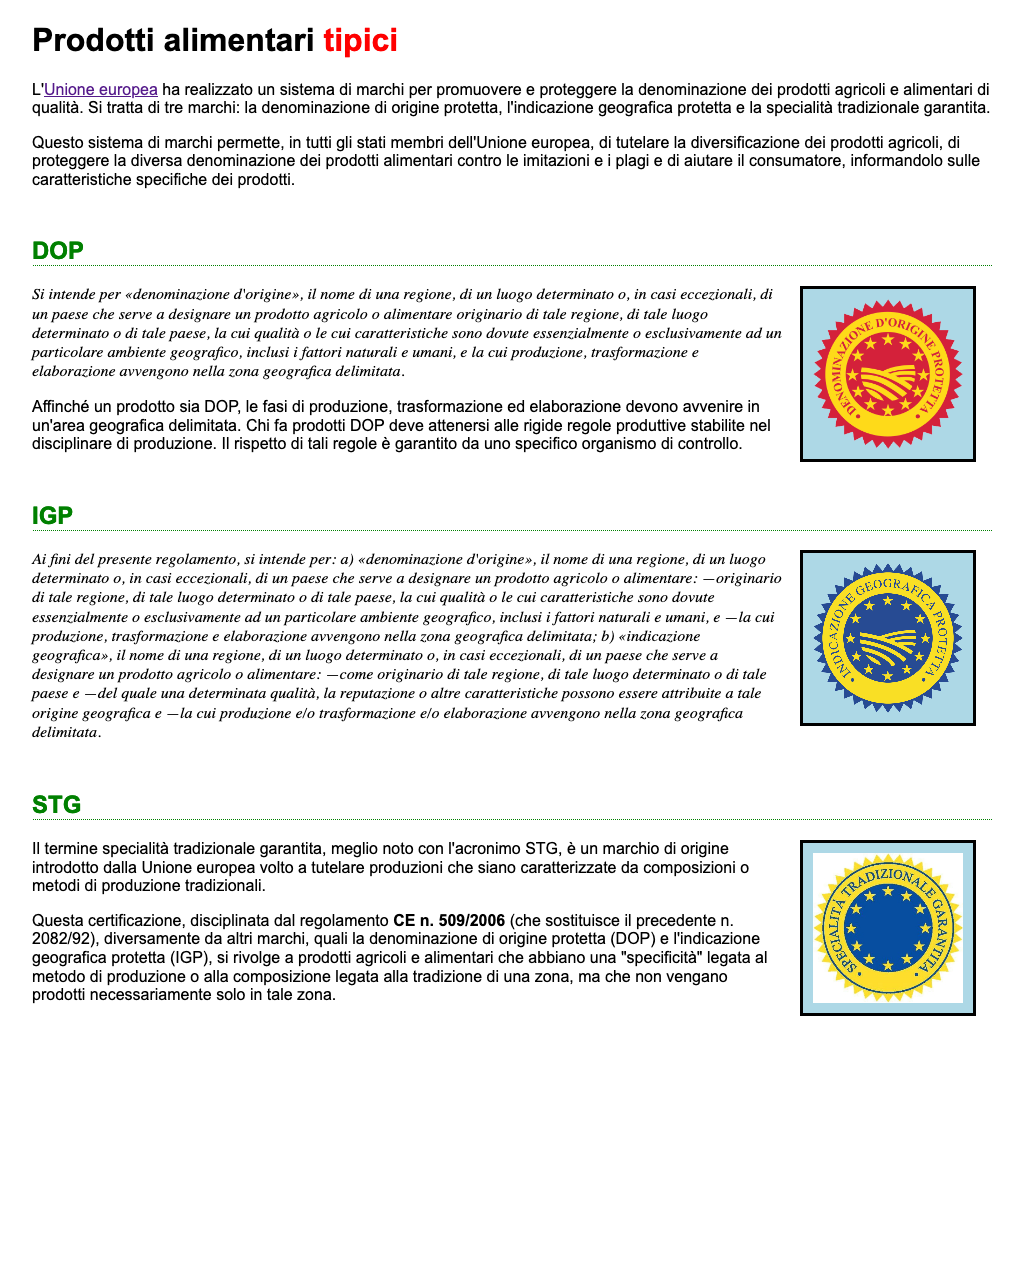 Prodotti alimentari tipici
L'Unione europea ha realizzato un sistema di marchi per promuovere e proteggere la denominazione dei prodotti agricoli e alimentari di
qualità. Si tratta di tre marchi: la denominazione di origine protetta, l'indicazione geografica protetta e la specialità tradizionale garantita.
Questo sistema di marchi permette, in tutti gli stati membri dell'Unione europea, di tutelare la diversificazione dei prodotti agricoli, di
proteggere la diversa denominazione dei prodotti alimentari contro le imitazioni e i plagi e di aiutare il consumatore, informandolo sulle
caratteristiche specifiche dei prodotti.
DOP
Si intende per «denominazione d'origine», il nome di una regione, di un luogo determinato o, in casi eccezionali, di
un paese che serve a designare un prodotto agricolo o alimentare originario di tale regione, di tale luogo
determinato o di tale paese, la cui qualità o le cui caratteristiche sono dovute essenzialmente o esclusivamente ad un
particolare ambiente geografico, inclusi i fattori naturali e umani, e la cui produzione, trasformazione e
elaborazione avvengono nella zona geografica delimitata.
Affinché un prodotto sia DOP, le fasi di produzione, trasformazione ed elaborazione devono avvenire in
un'area geografica delimitata. Chi fa prodotti DOP deve attenersi alle rigide regole produttive stabilite nel
disciplinare di produzione. Il rispetto di tali regole è garantito da uno specifico organismo di controllo.
• DENOMINAZIONE D'ORIGINE PROTETTA •
IGP
Ai fini del presente regolamento, si intende per: a) «denominazione d'origine», il nome di una regione, di un luogo
determinato o, in casi eccezionali, di un paese che serve a designare un prodotto agricolo o alimentare: —originario
di tale regione, di tale luogo determinato o di tale paese, la cui qualità o le cui caratteristiche sono dovute
essenzialmente o esclusivamente ad un particolare ambiente geografico, inclusi i fattori naturali e umani, e —la cui
produzione, trasformazione e elaborazione avvengono nella zona geografica delimitata; b) «indicazione
geografica», il nome di una regione, di un luogo determinato o, in casi eccezionali, di un paese che serve a
designare un prodotto agricolo o alimentare: —come originario di tale regione, di tale luogo determinato o di tale
paese e —del quale una determinata qualità, la reputazione o altre caratteristiche possono essere attribuite a tale
origine geografica e —la cui produzione e/o trasformazione e/o elaborazione avvengono nella zona geografica
delimitata.
• INDICAZIONE GEOGRAFICA PROTETTA •
STG
Il termine specialità tradizionale garantita, meglio noto con l'acronimo STG, è un marchio di origine
introdotto dalla Unione europea volto a tutelare produzioni che siano caratterizzate da composizioni o
metodi di produzione tradizionali.
Questa certificazione, disciplinata dal regolamento CE n. 509/2006 (che sostituisce il precedente n.
2082/92), diversamente da altri marchi, quali la denominazione di origine protetta (DOP) e l'indicazione
geografica protetta (IGP), si rivolge a prodotti agricoli e alimentari che abbiano una "specificità" legata al
metodo di produzione o alla composizione legata alla tradizione di una zona, ma che non vengano
prodotti necessariamente solo in tale zona.
• SPECIALITÀ TRADIZIONALE GARANTITA •